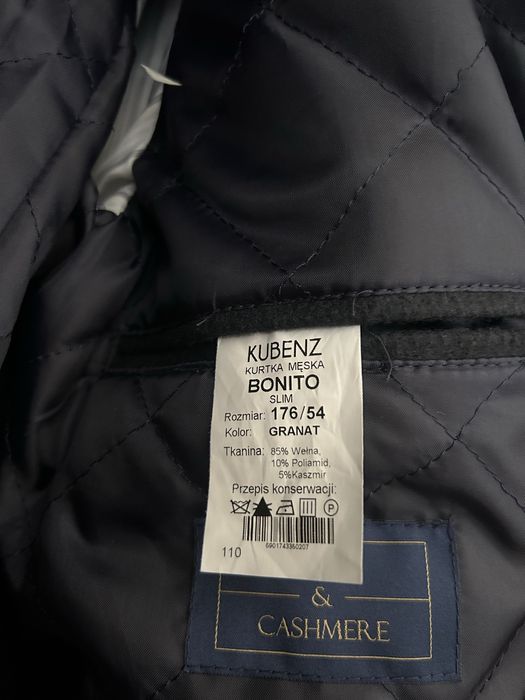 KUBENZ
KURTKA MĘSKA
BONITO
SLIM
Rozmiar: 176/54
Kolor: GRANAT
Tkanina: 85% Wełna,
10% Poliamid,
5%Kaszmir
Przepis konserwacji:
P
6901743360207
110
&
CASHMERE